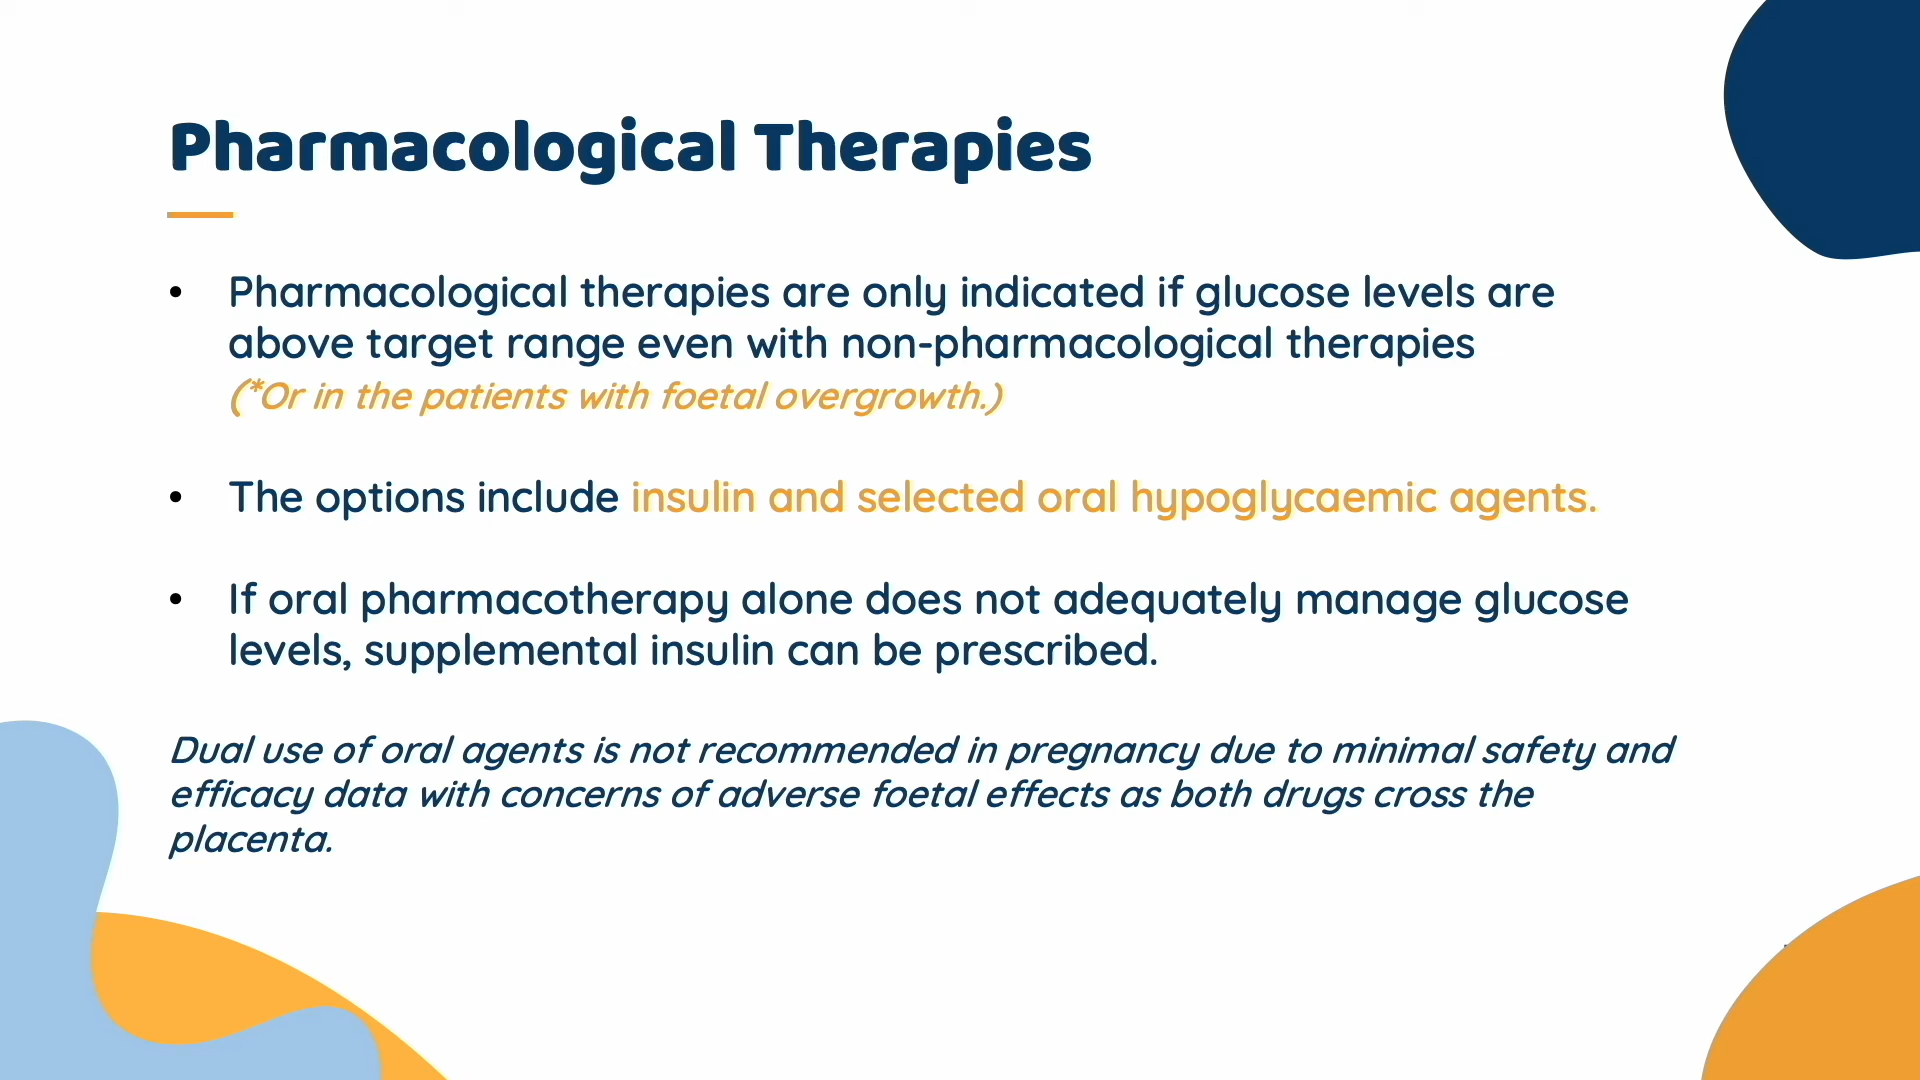 Pharmacological Therapies
• Pharmacological therapies are only indicated if glucose levels are
above target range even with non-pharmacological therapies
(*Or in the patients with foetal overgrowth.)
• The options include insulin and selected oral hypoglycaemic agents.
• If oral pharmacotherapy alone does not adequately manage glucose
levels, supplemental insulin can be prescribed.
Dual use of oral agents is not recommended in pregnancy due to minimal safety and
efficacy data with concerns of adverse foetal effects as both drugs cross the
placenta.